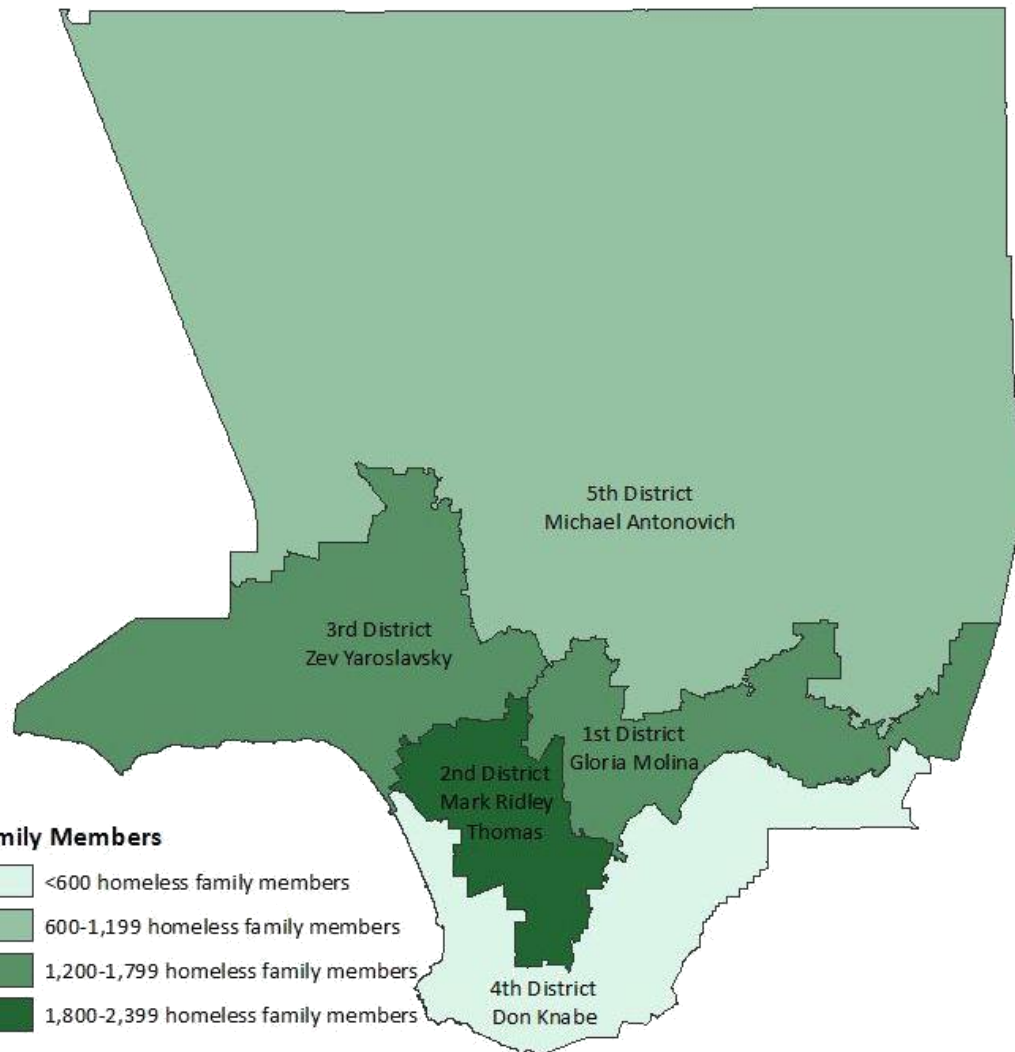 5th District
Michael Antonovich
3rd District
Zev Yaroslavsky
1st District
Gloria Molina
2nd District
Mark Ridley
Thomas
mily Members
<600 homeless family members
600-1,199 homeless family members
1,200-1,799 homeless family members
1,800-2,399 homeless family members
4th District
Don Knabe